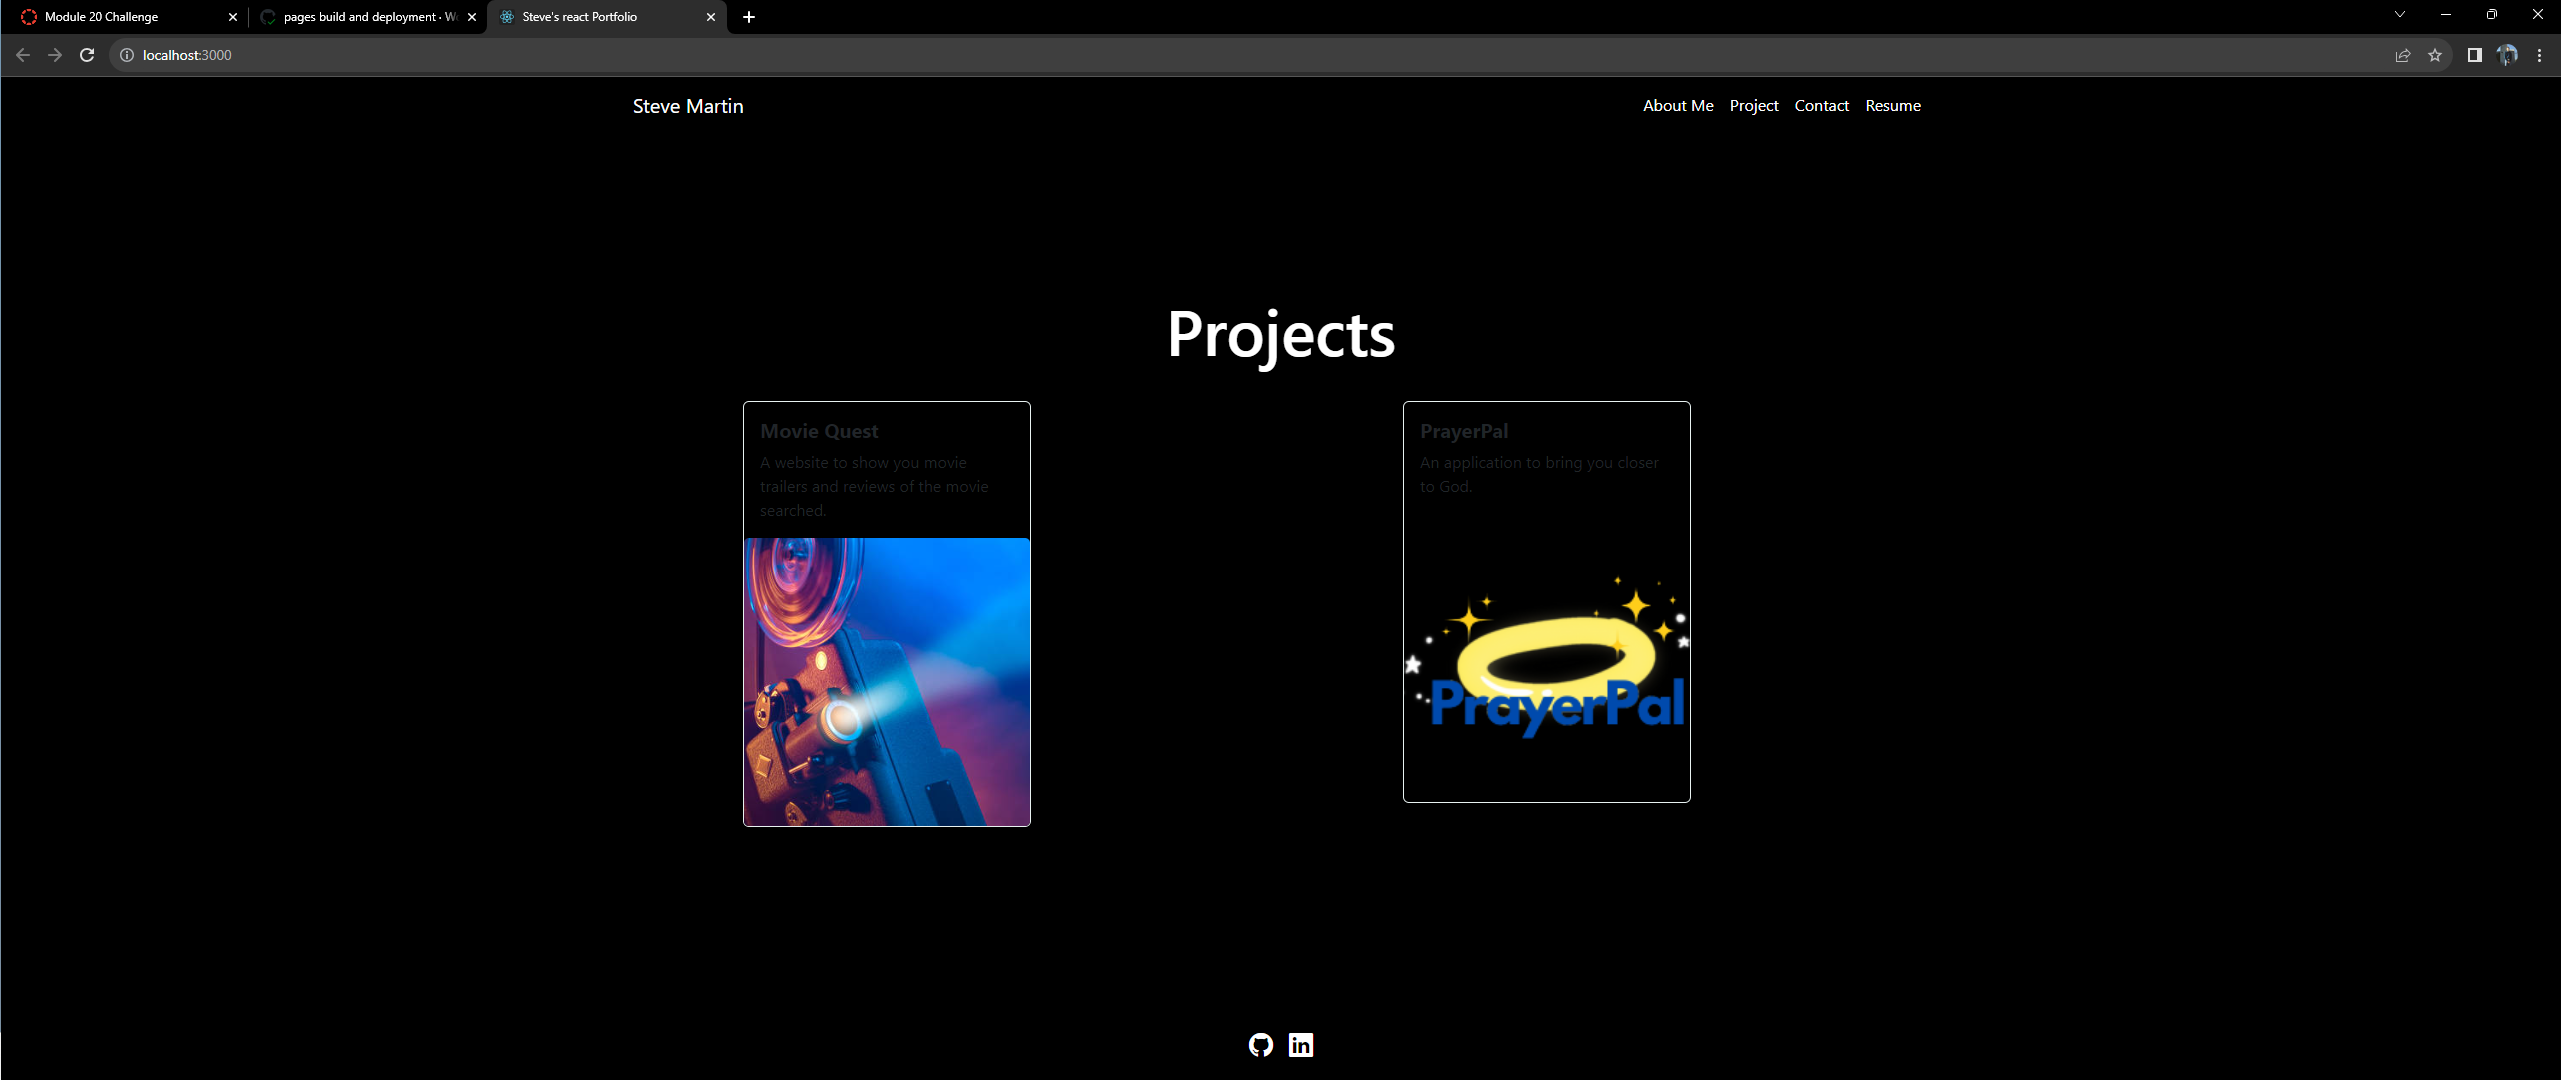 Module 20 Challenge
pages build and deployment · W
Steve's react Portfolio
localhost:3000
Steve Martin
About Me Project Contact Resume
Projects
Movie Quest
A website to show you movie
trailers and reviews of the movie
searched.
PrayerPal
An application to bring you closer
to God.
PrayerPal
in